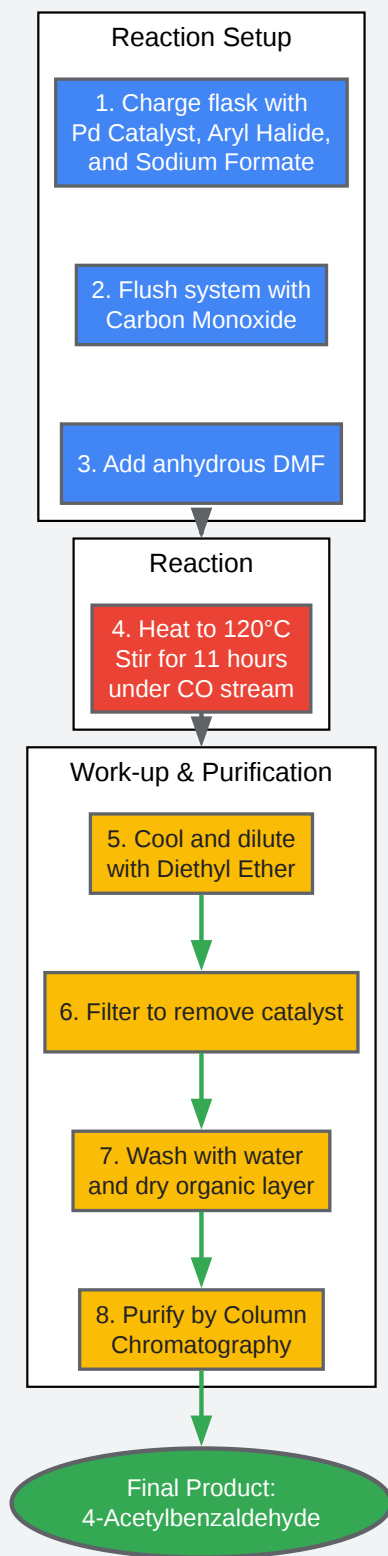 Reaction Setup
1. Charge flask with
Pd Catalyst, Aryl Halide,
and Sodium Formate
2. Flush system with
Carbon Monoxide
3. Add anhydrous DMF
Reaction
4. Heat to 120°C
Stir for 11 hours
under CO stream
Work-up & Purification
5. Cool and dilute
with Diethyl Ether
6. Filter to remove catalyst
7. Wash with water
and dry organic layer
8. Purify by Column
Chromatography
Final Product:
4-Acetylbenzaldehyde